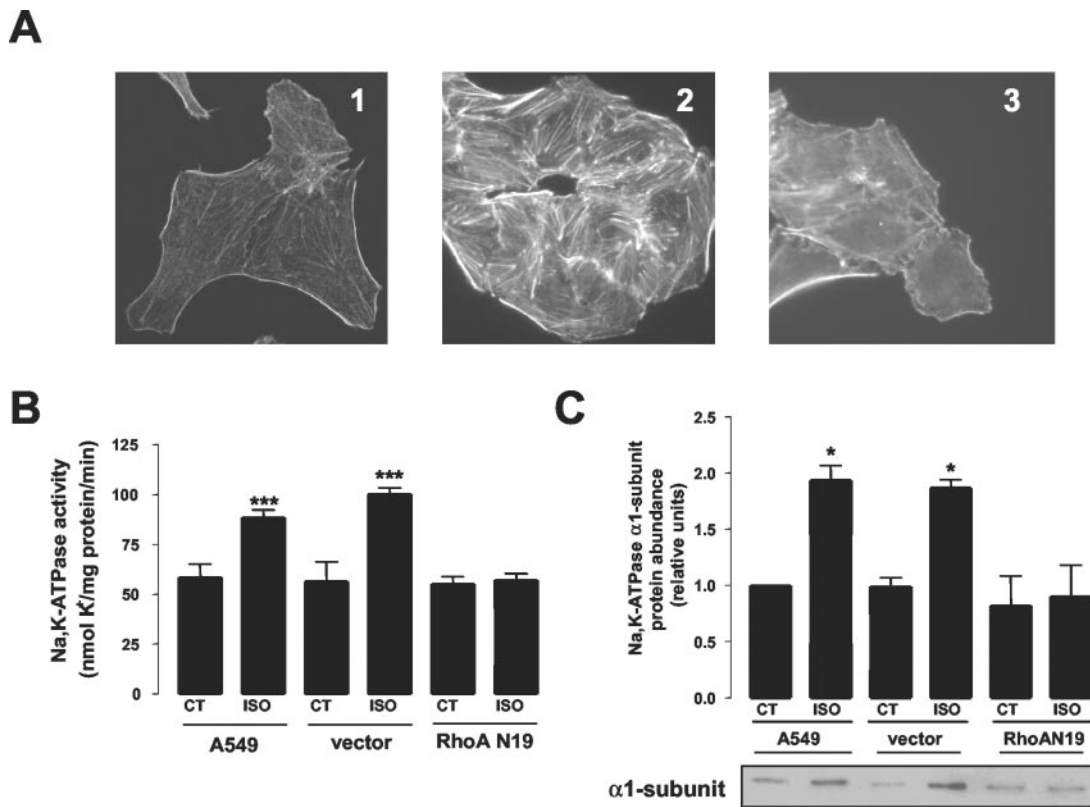 A
1
2
3
B
Na,K-ATPase activity
(nmol K⁺/mg protein/min)
125
100
75
50
25
0
***
***
CT
ISO
CT
ISO
CT
ISO
A549
vector
RhoA N19
C
Na,K-ATPase α1-subunit
protein abundance
(relative units)
2.5
2.0
1.5
1.0
0.5
0.0
*
*
CT
ISO
CT
ISO
CT
ISO
A549
vector
RhoAN19
α1-subunit